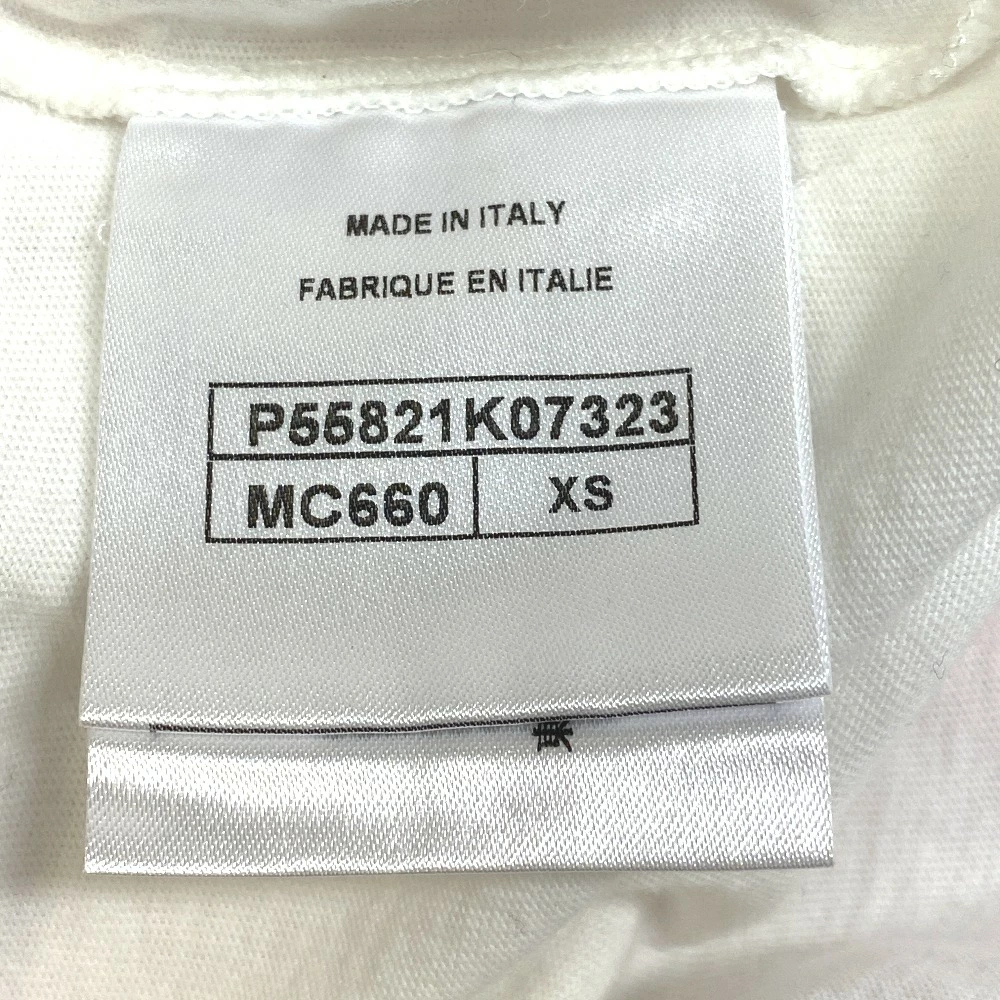 MADE IN ITALY
FABRIQUE EN ITALIE
P55821K07323
MC660 XS